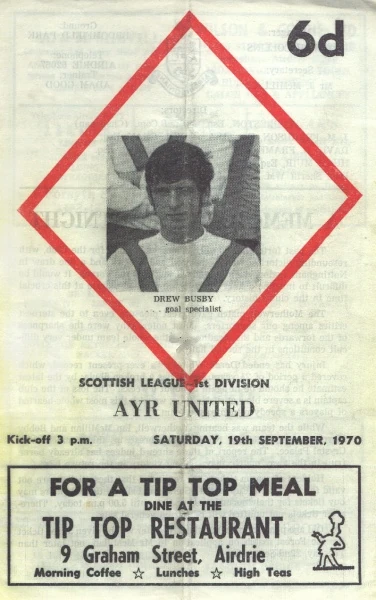 6d
DREW BUSBY
. . . . goal specialist
SCOTTISH LEAGUE 1st DIVISION
AYR UNITED
Kick-off 3 p.m. SATURDAY, 19th SEPTEMBER, 1970
FOR A TIP TOP MEAL
DINE AT THE
TIP TOP RESTAURANT
9 Graham Street, Airdrie
Morning Coffee ☆ Lunches ☆ High Teas